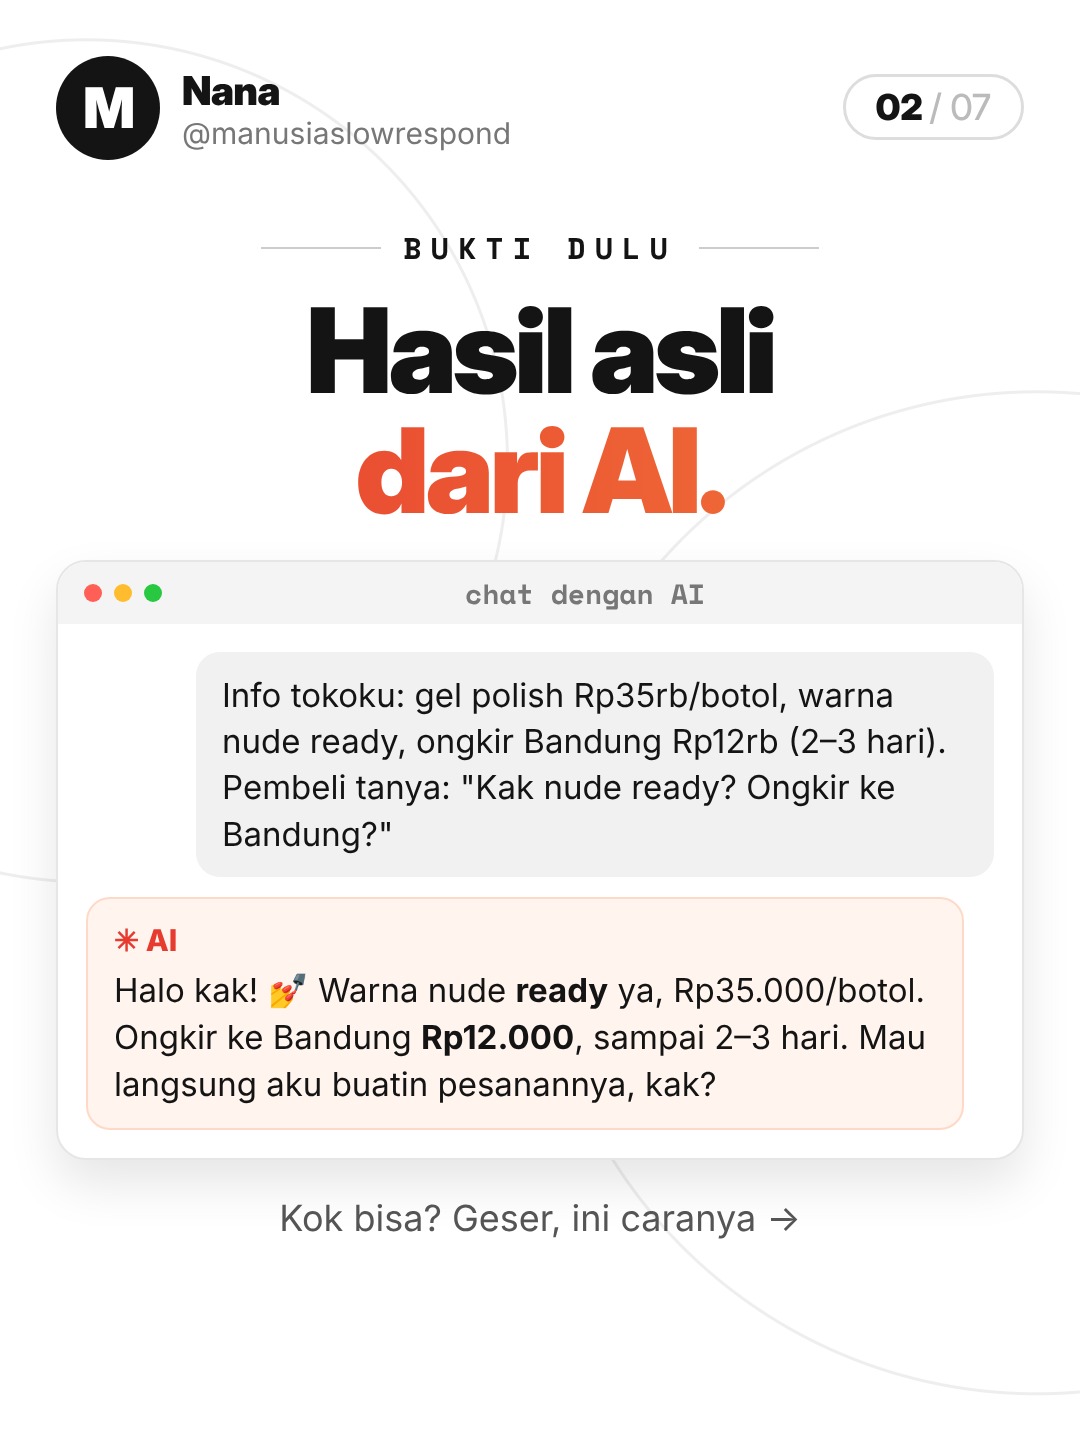 M
Nana
@manusiaslowrespond
02 / 07
BUKTI DULU
Hasil asli
dari AI.
chat dengan AI
Info tokoku: gel polish Rp35rb/botol, warna
nude ready, ongkir Bandung Rp12rb (2–3 hari).
Pembeli tanya: "Kak nude ready? Ongkir ke
Bandung?"
✳ AI
Halo kak! 💅 Warna nude ready ya, Rp35.000/botol.
Ongkir ke Bandung Rp12.000, sampai 2–3 hari. Mau
langsung aku buatin pesanannya, kak?
Kok bisa? Geser, ini caranya →